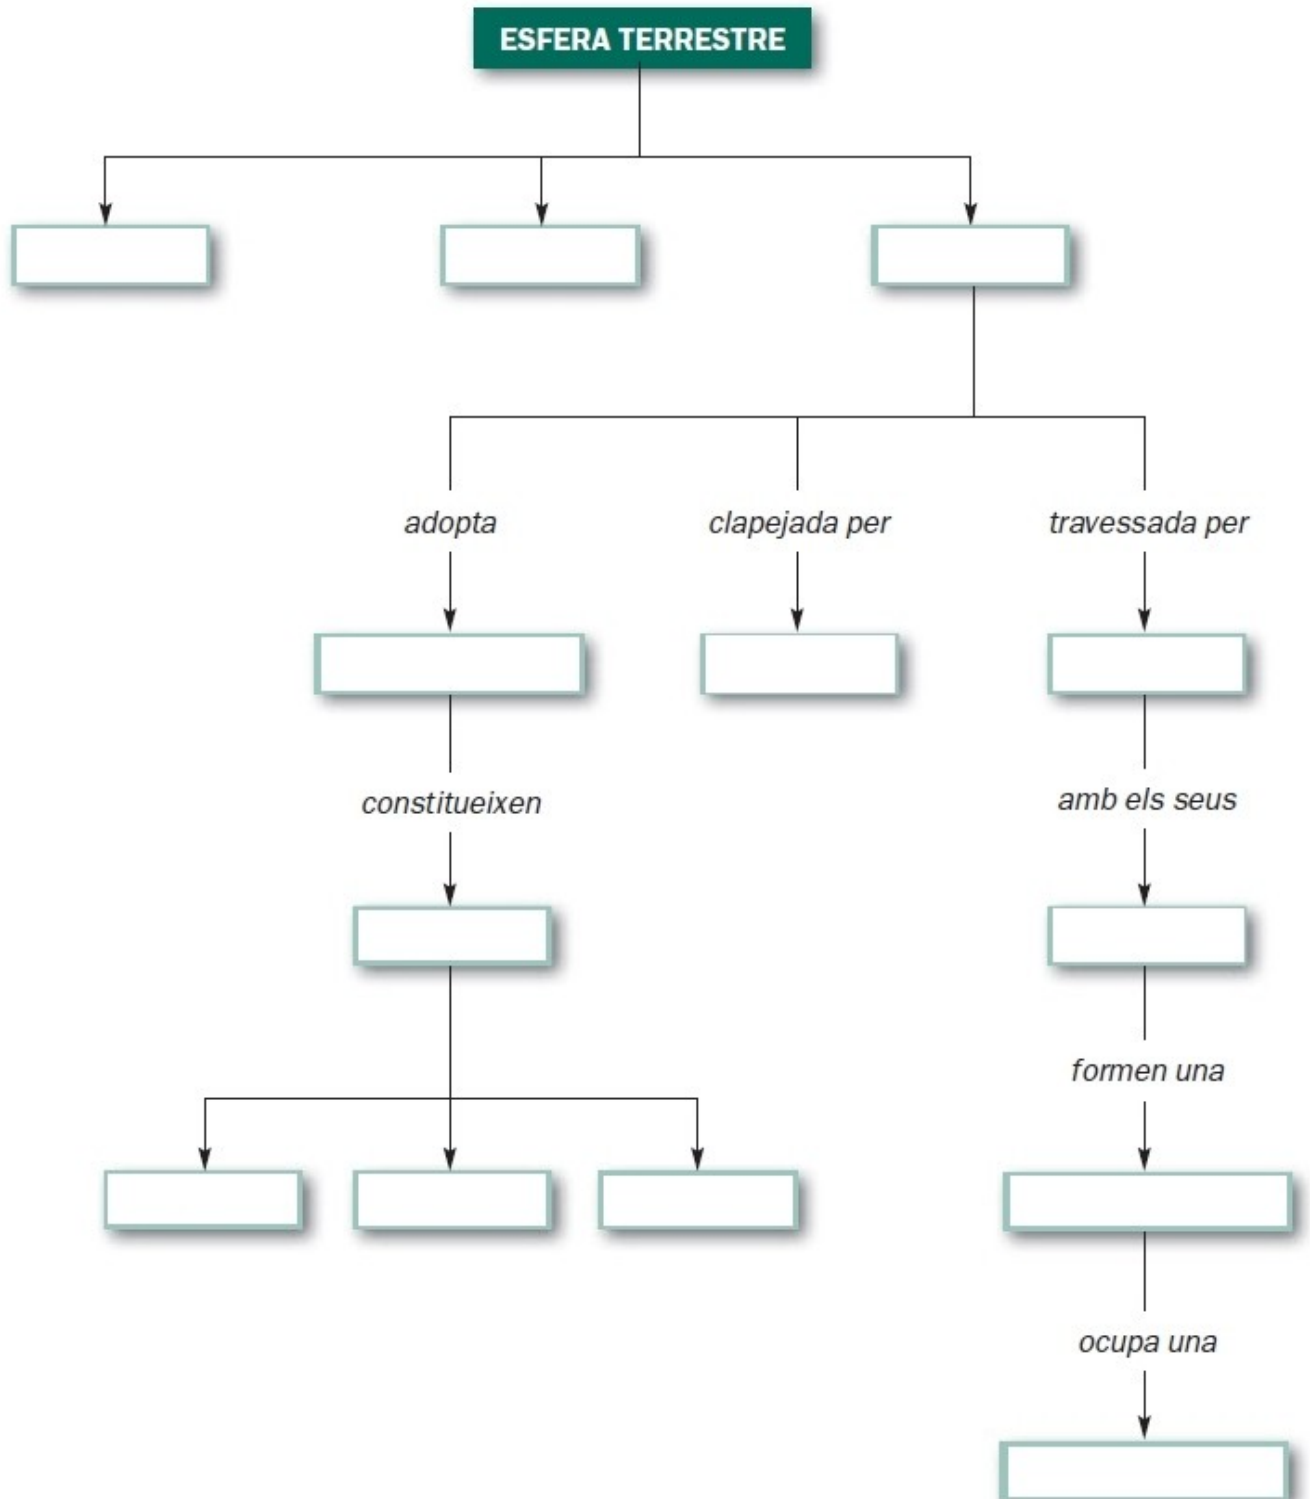 ESFERA TERRESTRE
adopta
clapejada per
travessada per
constitueixen
amb els seus
formen una
ocupa una